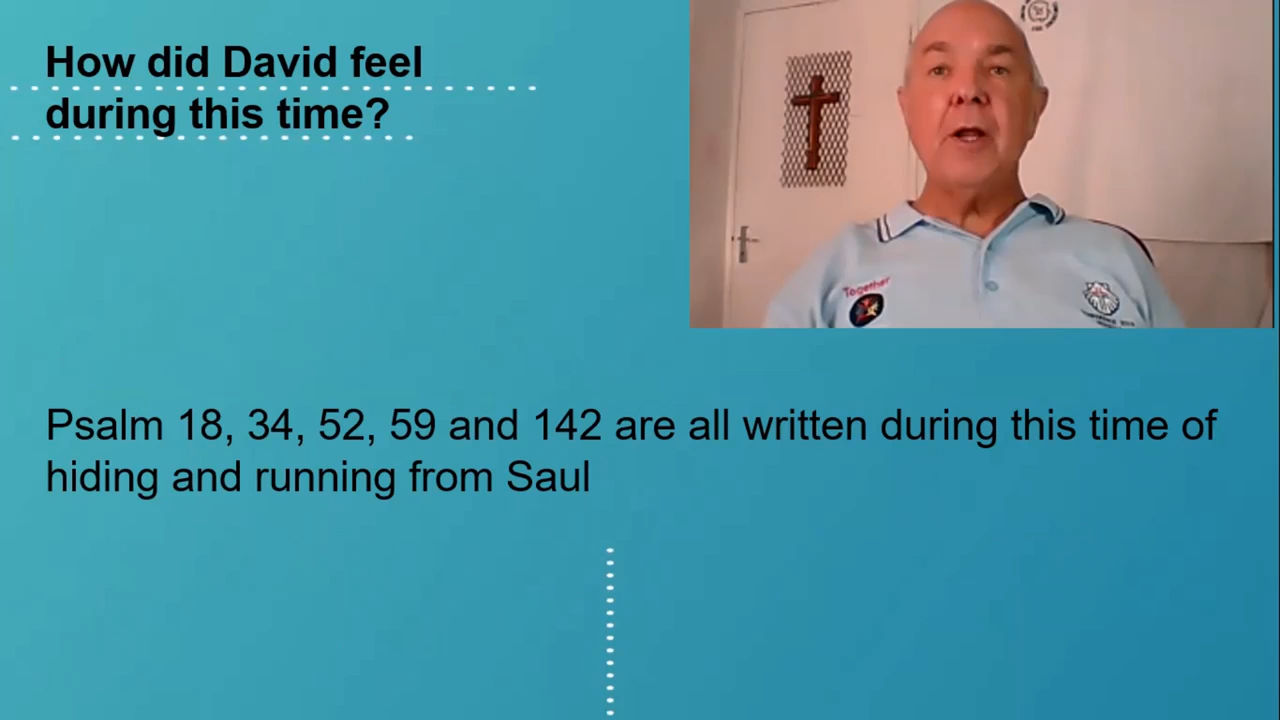 How did David feel
during this time?
Together
Psalm 18, 34, 52, 59 and 142 are all written during this time of
hiding and running from Saul